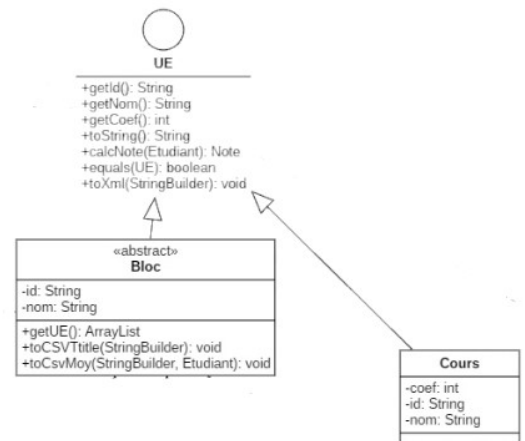 UE
+getId(): String
+getNom(): String
+getCoef(): int
+toString(): String
+calcNote(Etudiant): Note
+equals(UE): boolean
+toXml(StringBuilder): void
«abstract»
Bloc
-id: String
-nom: String
+getUE(): ArrayList
+toCSVTtitle(StringBuilder): void
+toCsvMoy(StringBuilder, Etudiant): void
Cours
-coef: int
-id: String
-nom: String